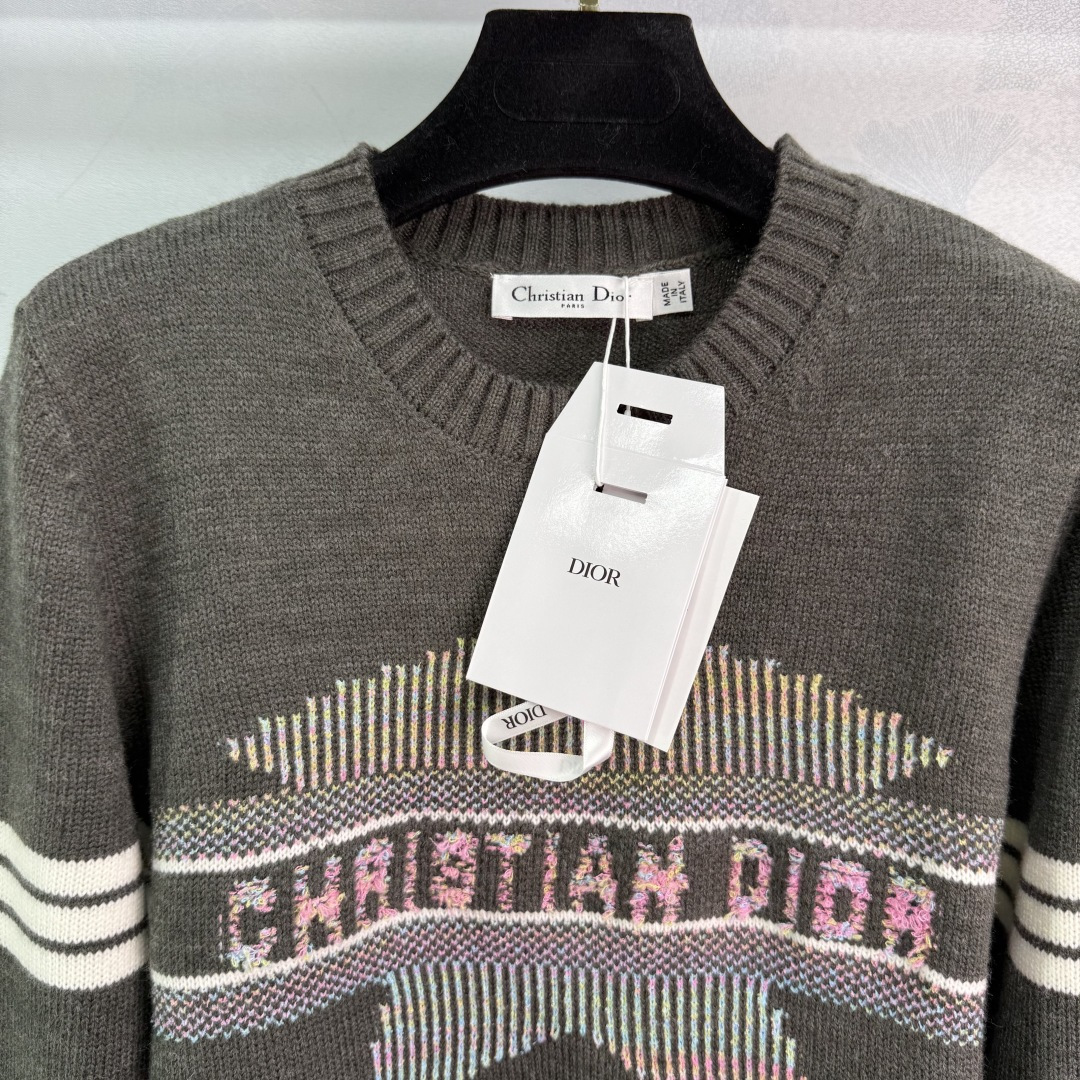 Christian Dior
PARIS
MADE
IN
ITALY
DIOR
DIOR
CHRISTIAN DIOR